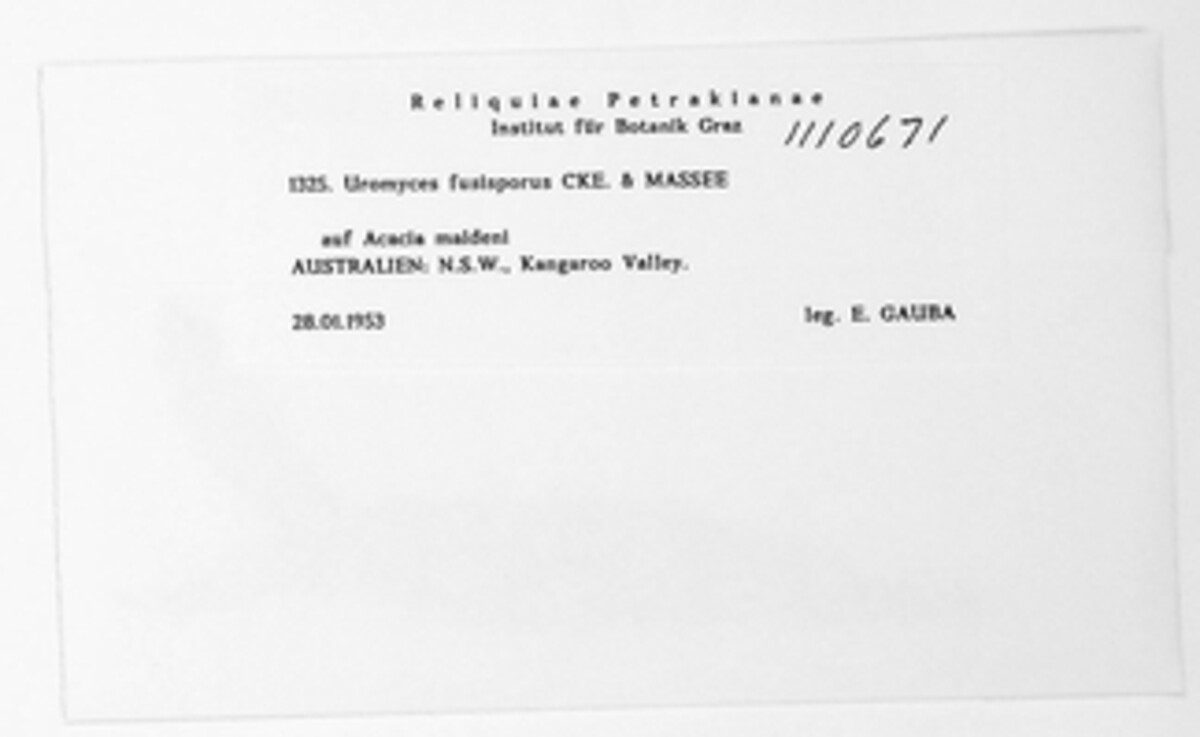 Reliquiae Petrakianae
Institut für Botanik Graz
1110671
1325. Uromyces fusisporus CKE. & MASSEE
auf Acacia maideni
AUSTRALIEN: N.S.W., Kangaroo Valley.
28.01.1953 leg. E. GAUBA